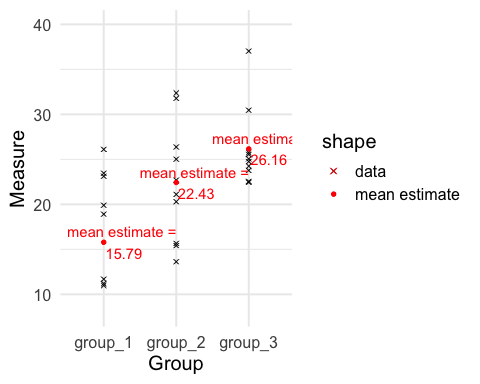 40
30
20
10
Measure
mean estima
26.16
mean estimate =
22.43
mean estimate =
15.79
group_1 group_2 group_3
Group
shape
data
mean estimate